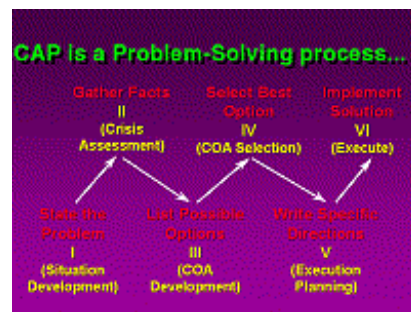 CAP is a Problem-Solving process...
Gather Facts
II
(Crisis
Assessment)
Select Best
Option
IV
(COA Selection)
Implement
Solution
VI
(Execute)
State the
Problem
I
(Situation
Development)
List Possible
Options
III
(COA
Development)
Write Specific
Directions
V
(Execution
Planning)